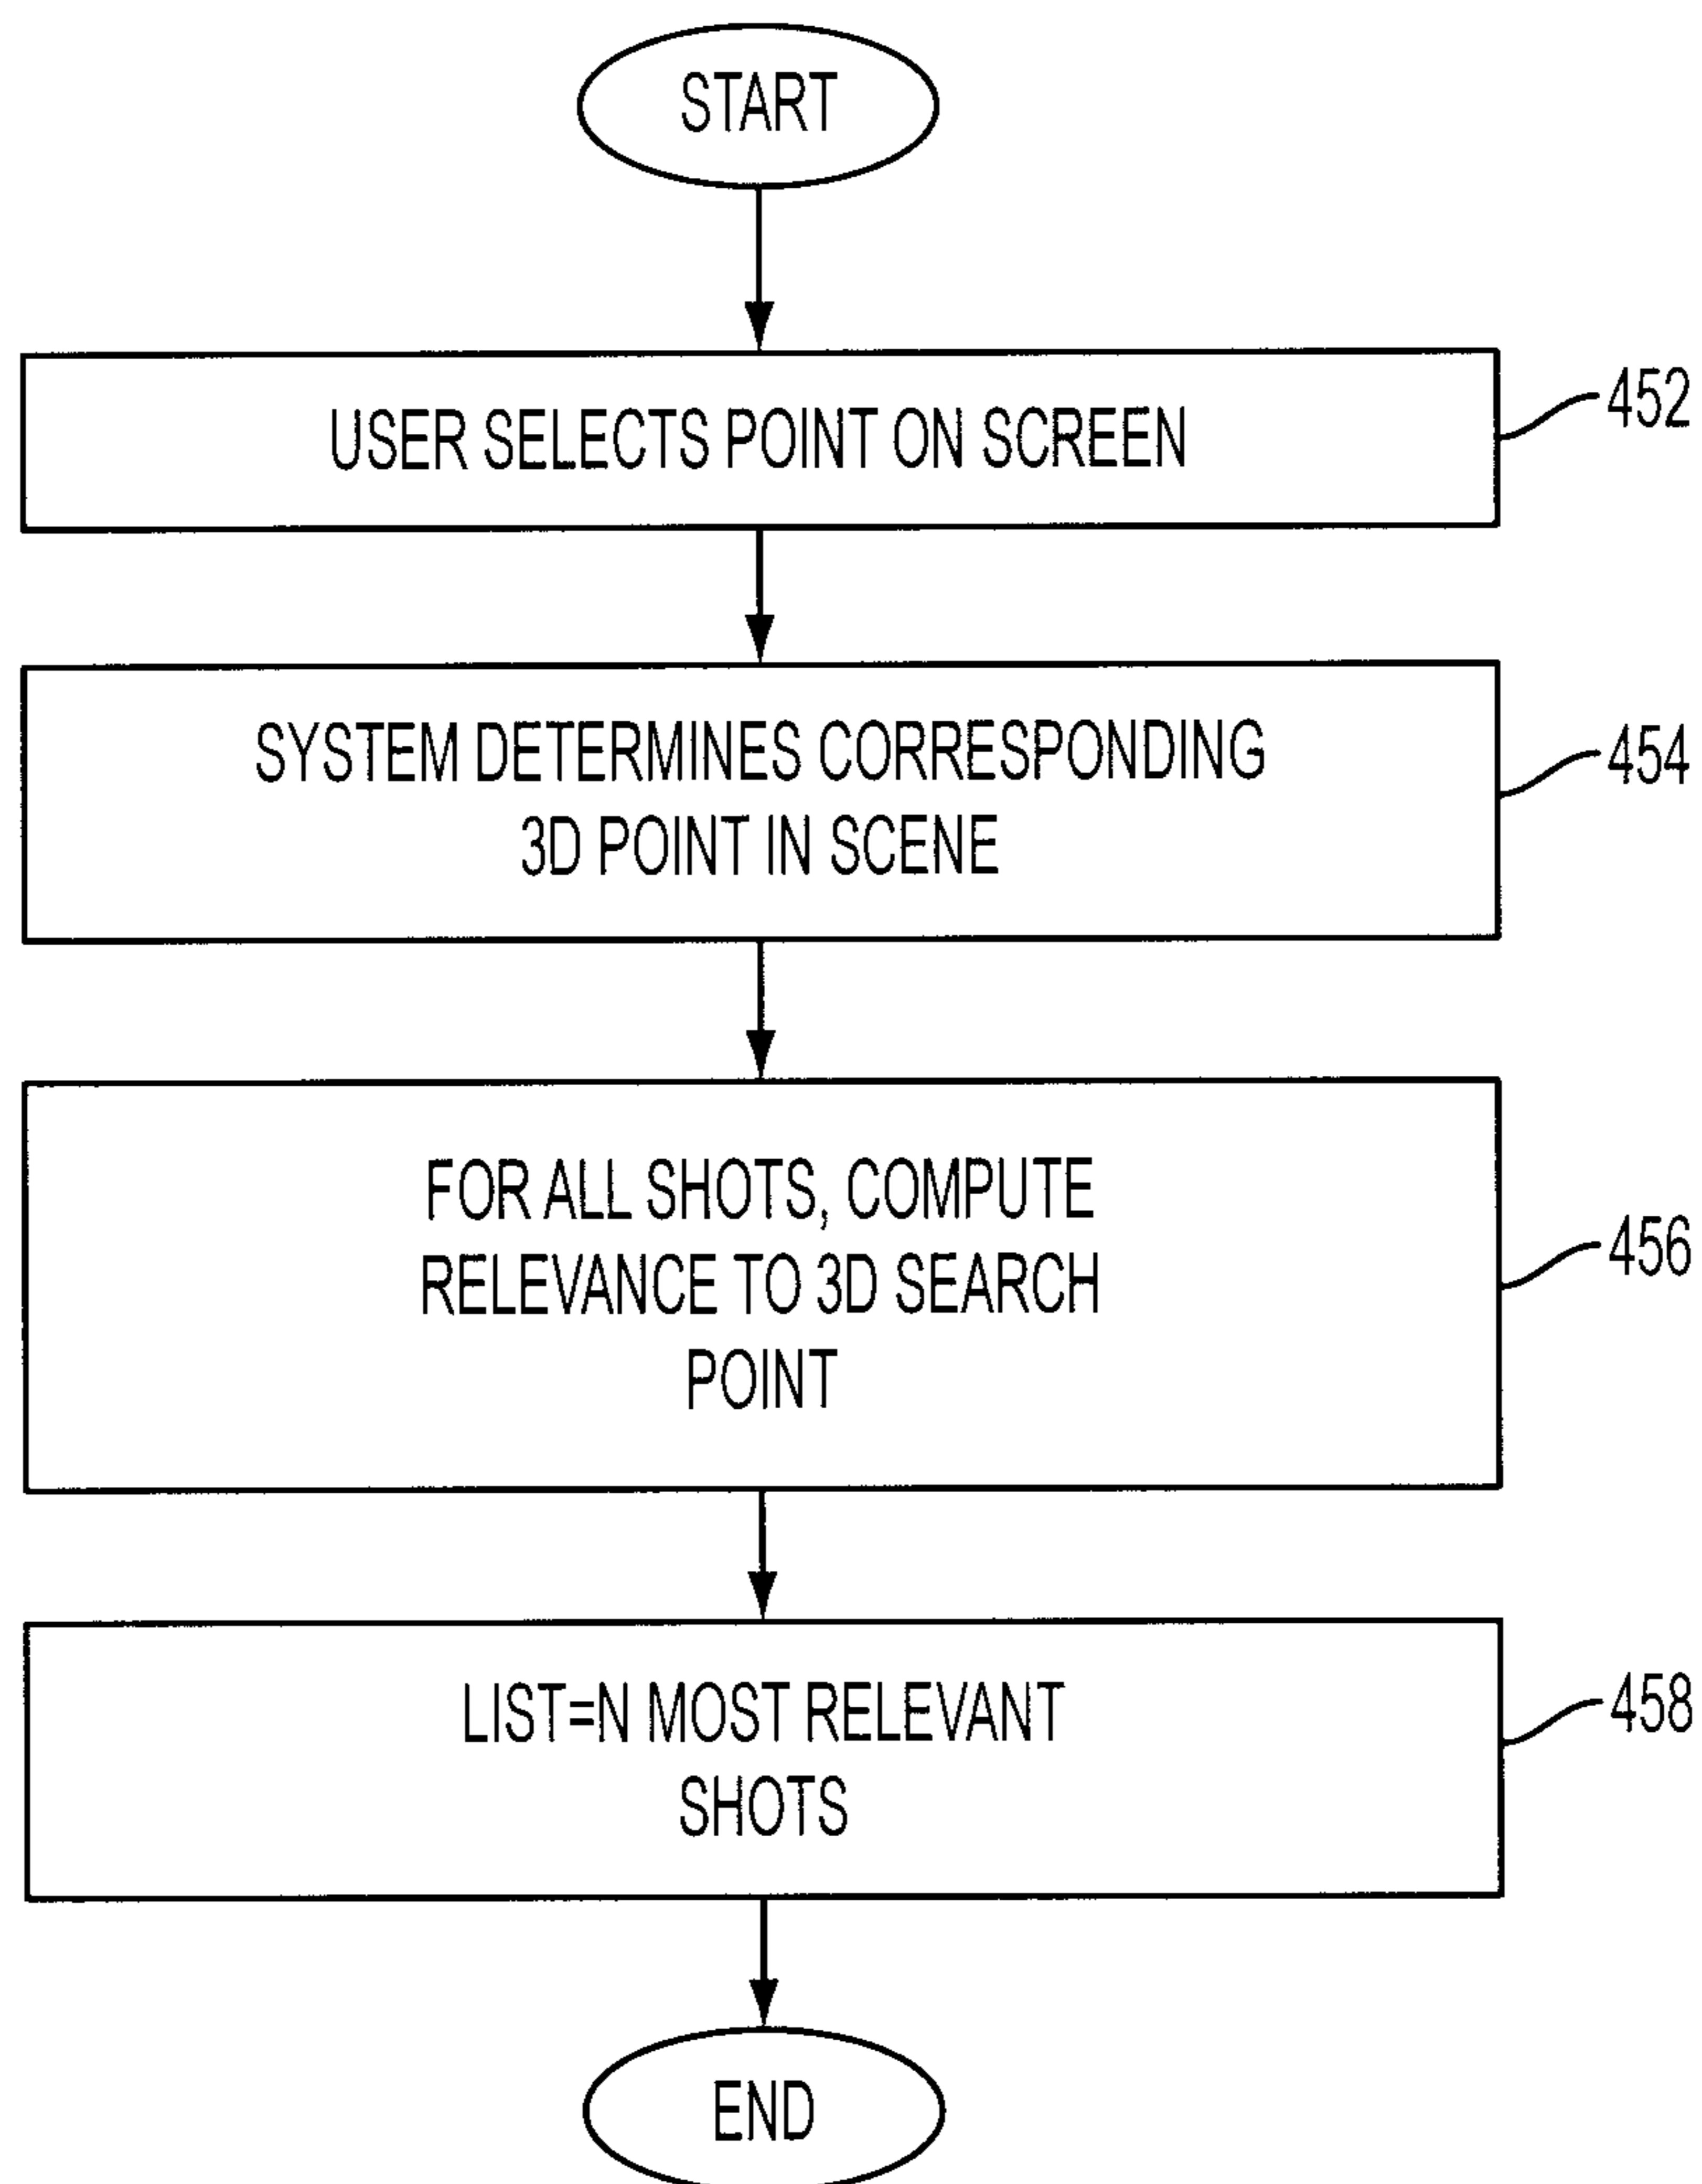 START
USER SELECTS POINT ON SCREEN
452
SYSTEM DETERMINES CORRESPONDING
3D POINT IN SCENE
454
FOR ALL SHOTS, COMPUTE
RELEVANCE TO 3D SEARCH
POINT
456
LIST=N MOST RELEVANT
SHOTS
458
END